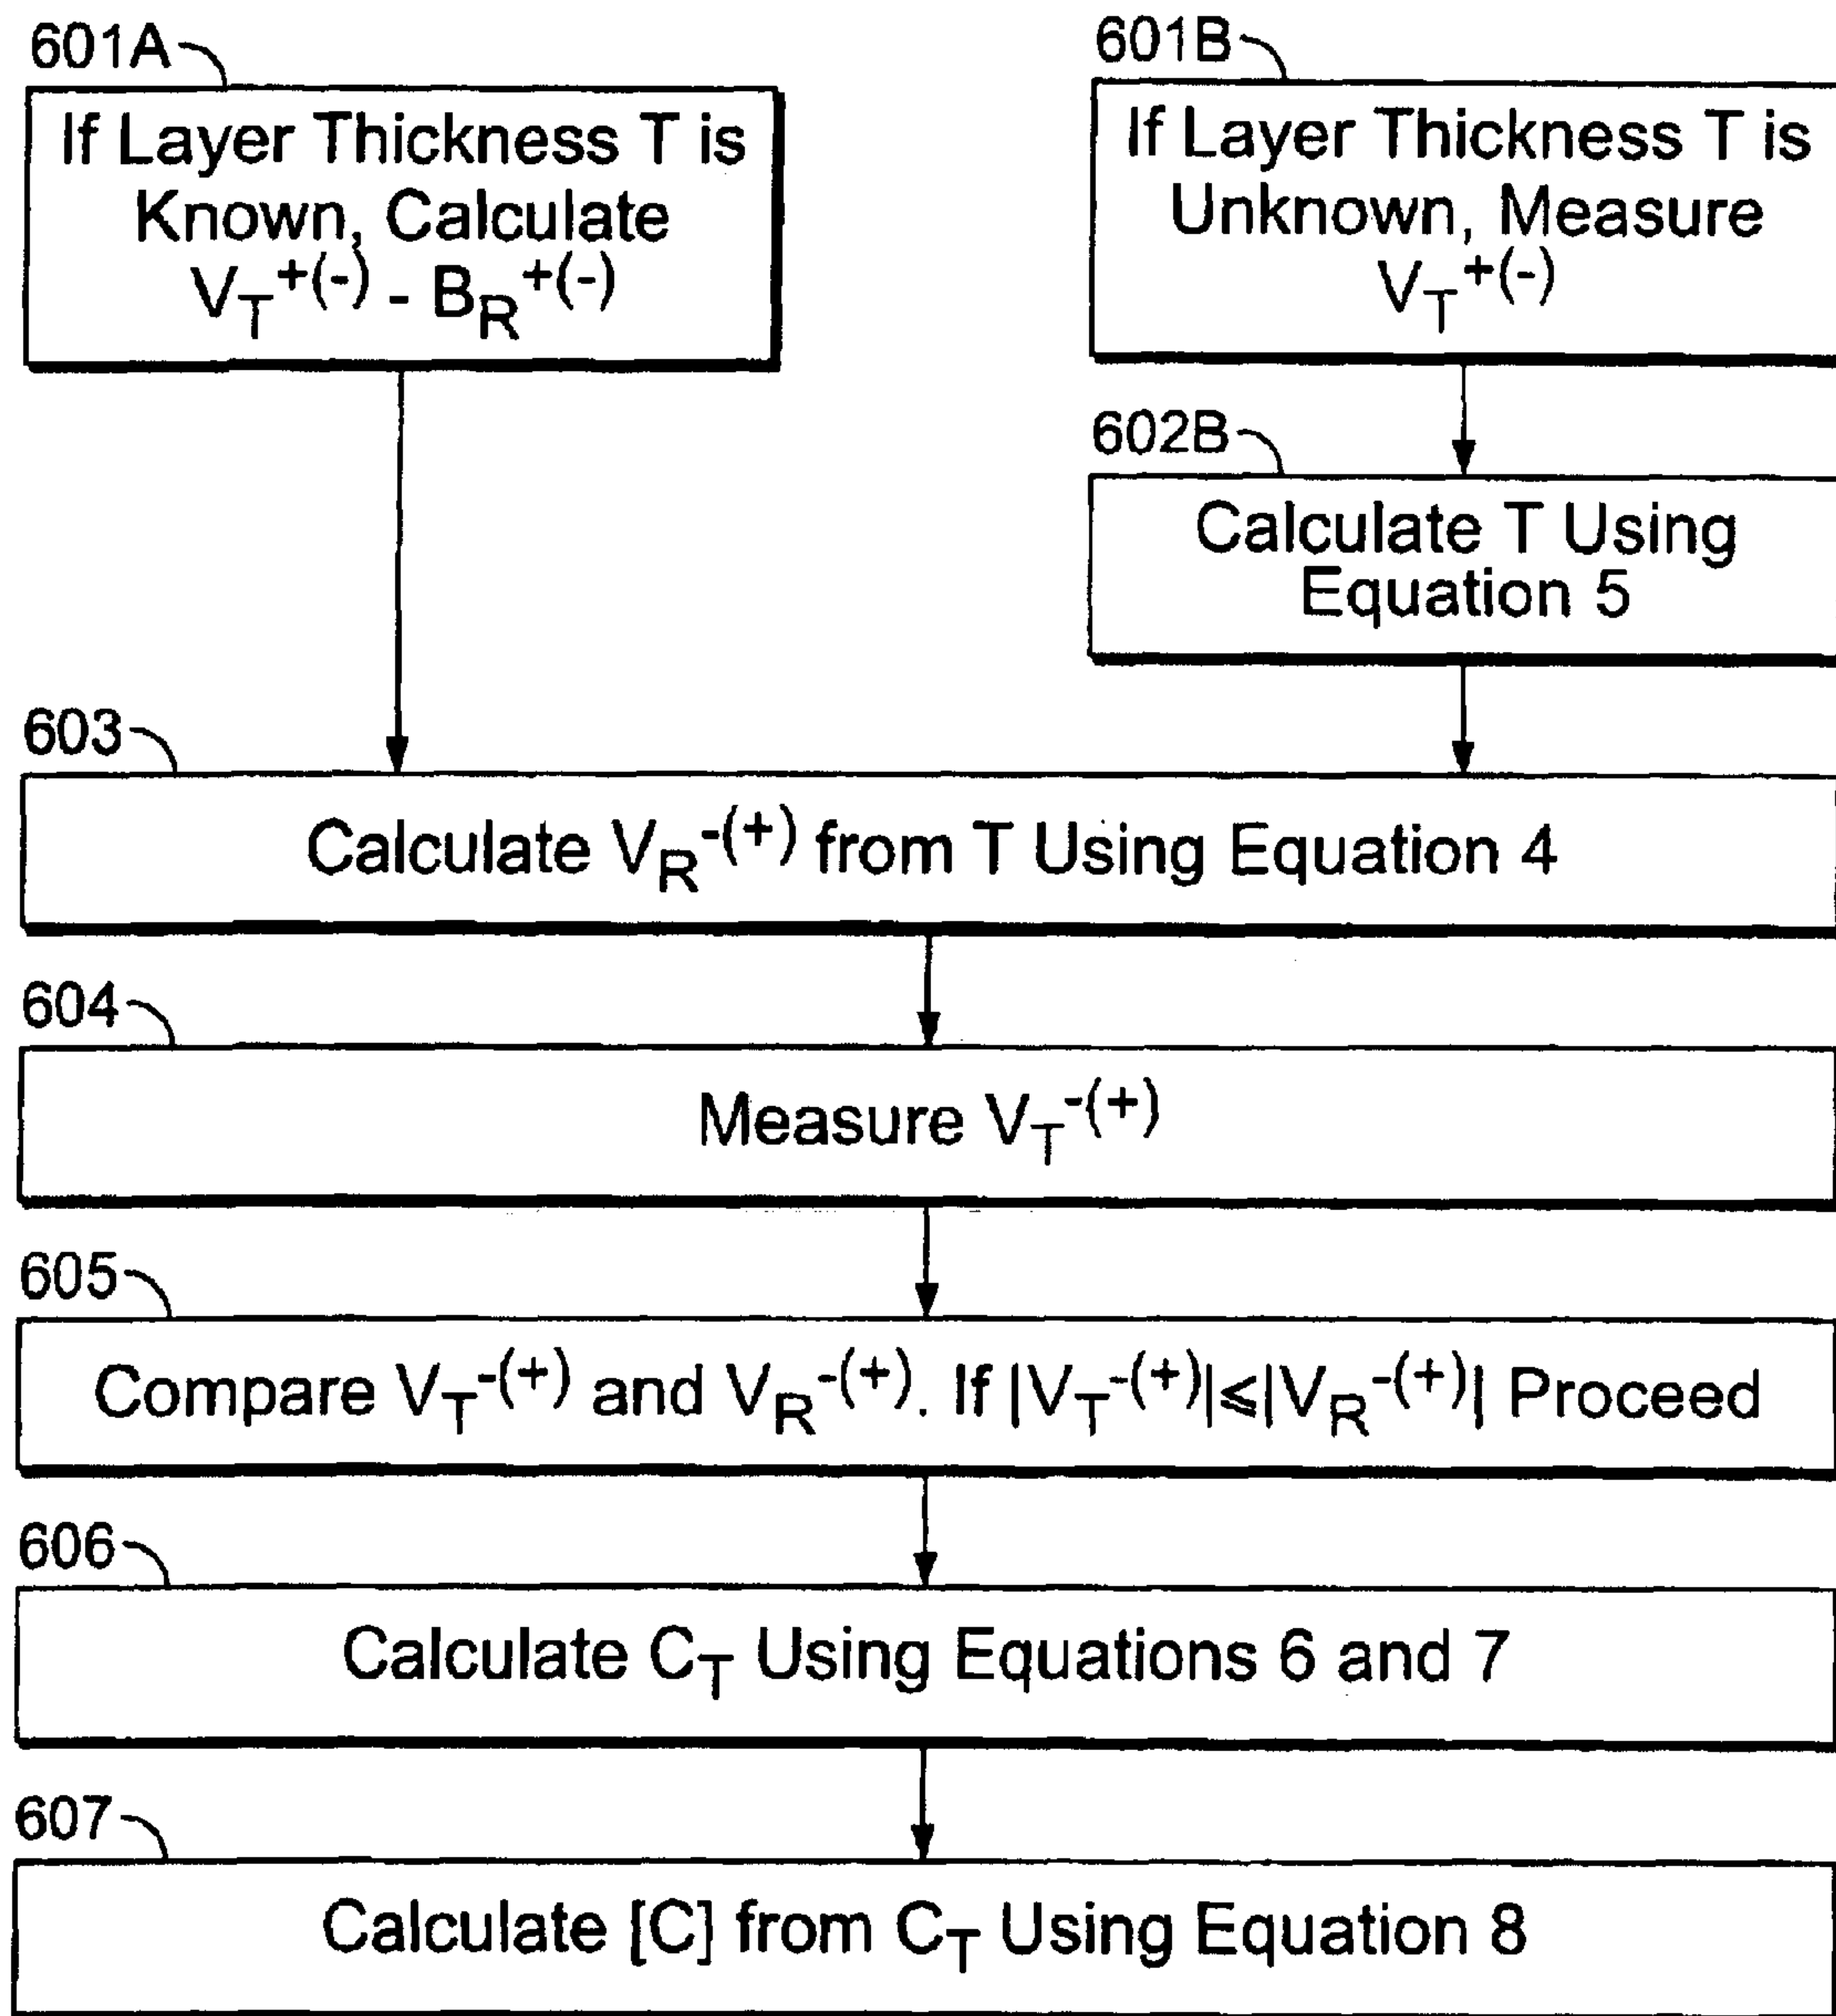 601A
If Layer Thickness T is
Known, Calculate
V_T^+(-) - B_R^+(-)
601B
If Layer Thickness T is
Unknown, Measure
V_T^+(-)
602B
Calculate T Using
Equation 5
603
Calculate V_R^-(+) from T Using Equation 4
604
Measure V_T^-(+)
605
Compare V_T^-(+) and V_R^-(+). If |V_T^-(+)|⩽|V_R^-(+)| Proceed
606
Calculate C_T Using Equations 6 and 7
607
Calculate [C] from C_T Using Equation 8